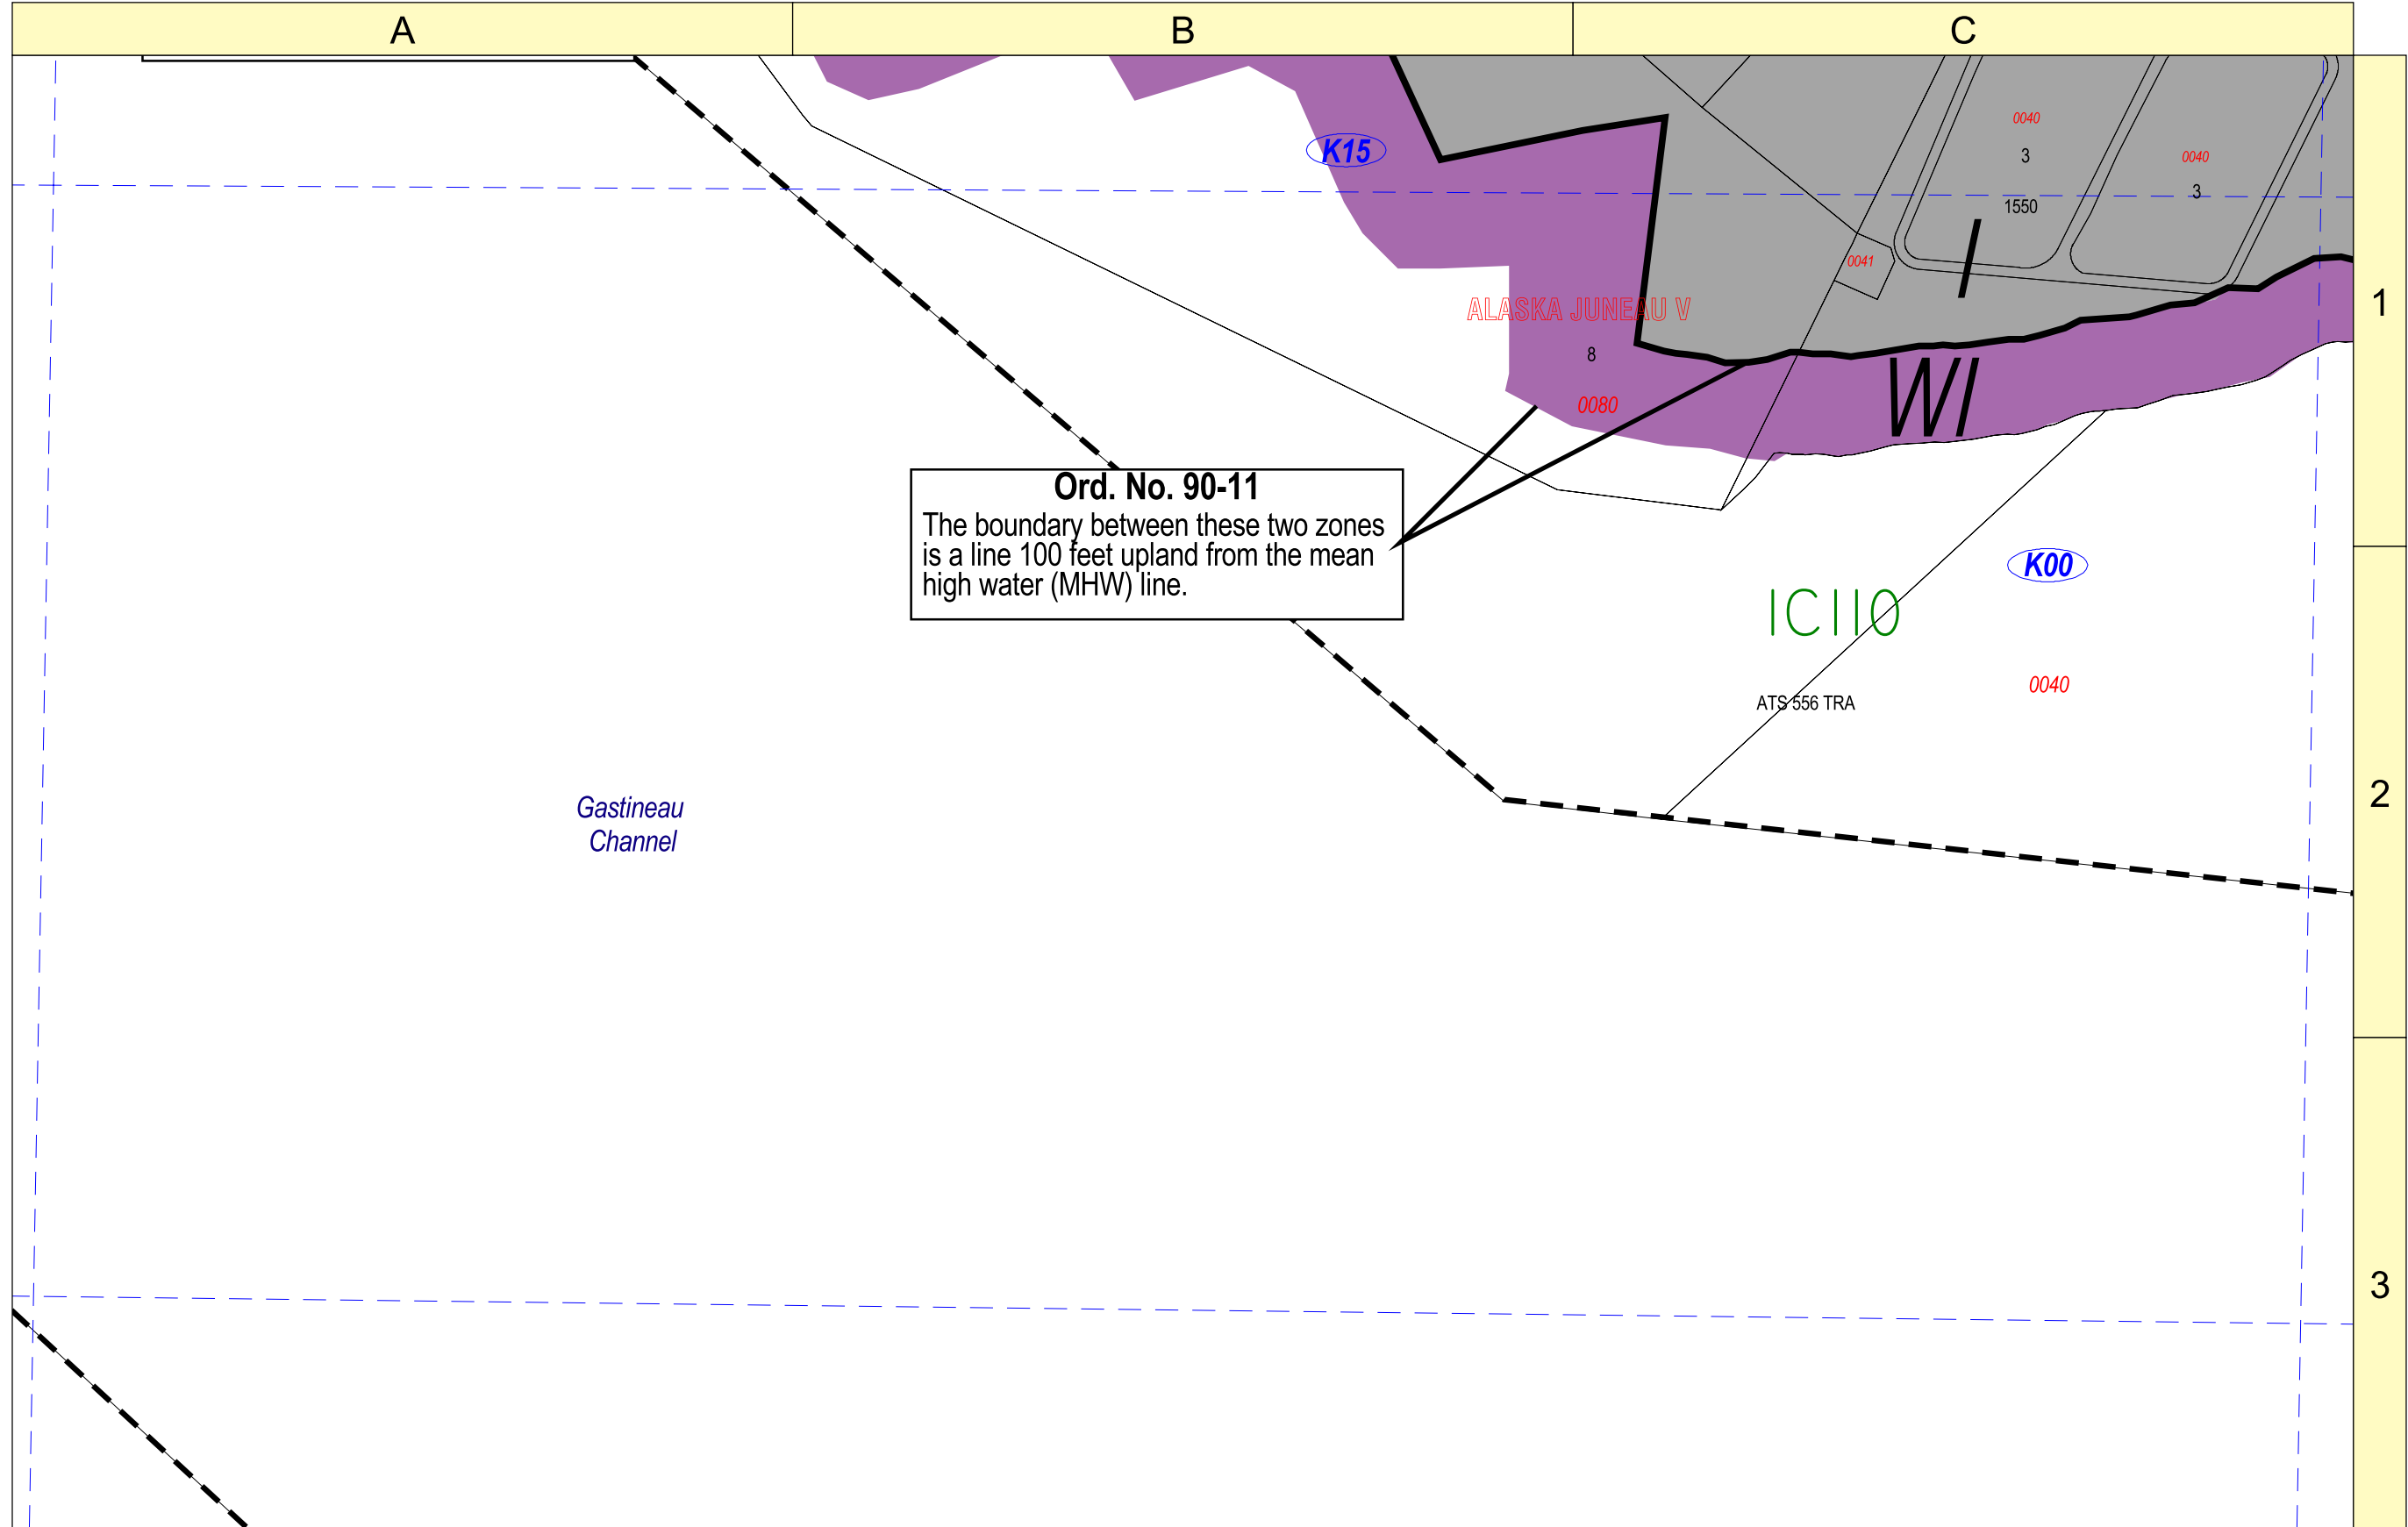 A
B
C
0040
3
1550
0040
3
K15
0041
I
1
ALASKA JUNEAU V
8
0080
WI
Ord. No. 90-11
The boundary between these two zones
is a line 100 feet upland from the mean
high water (MHW) line.
K00
1C110
0040
ATS 556 TRA
2
Gastineau
Channel
3